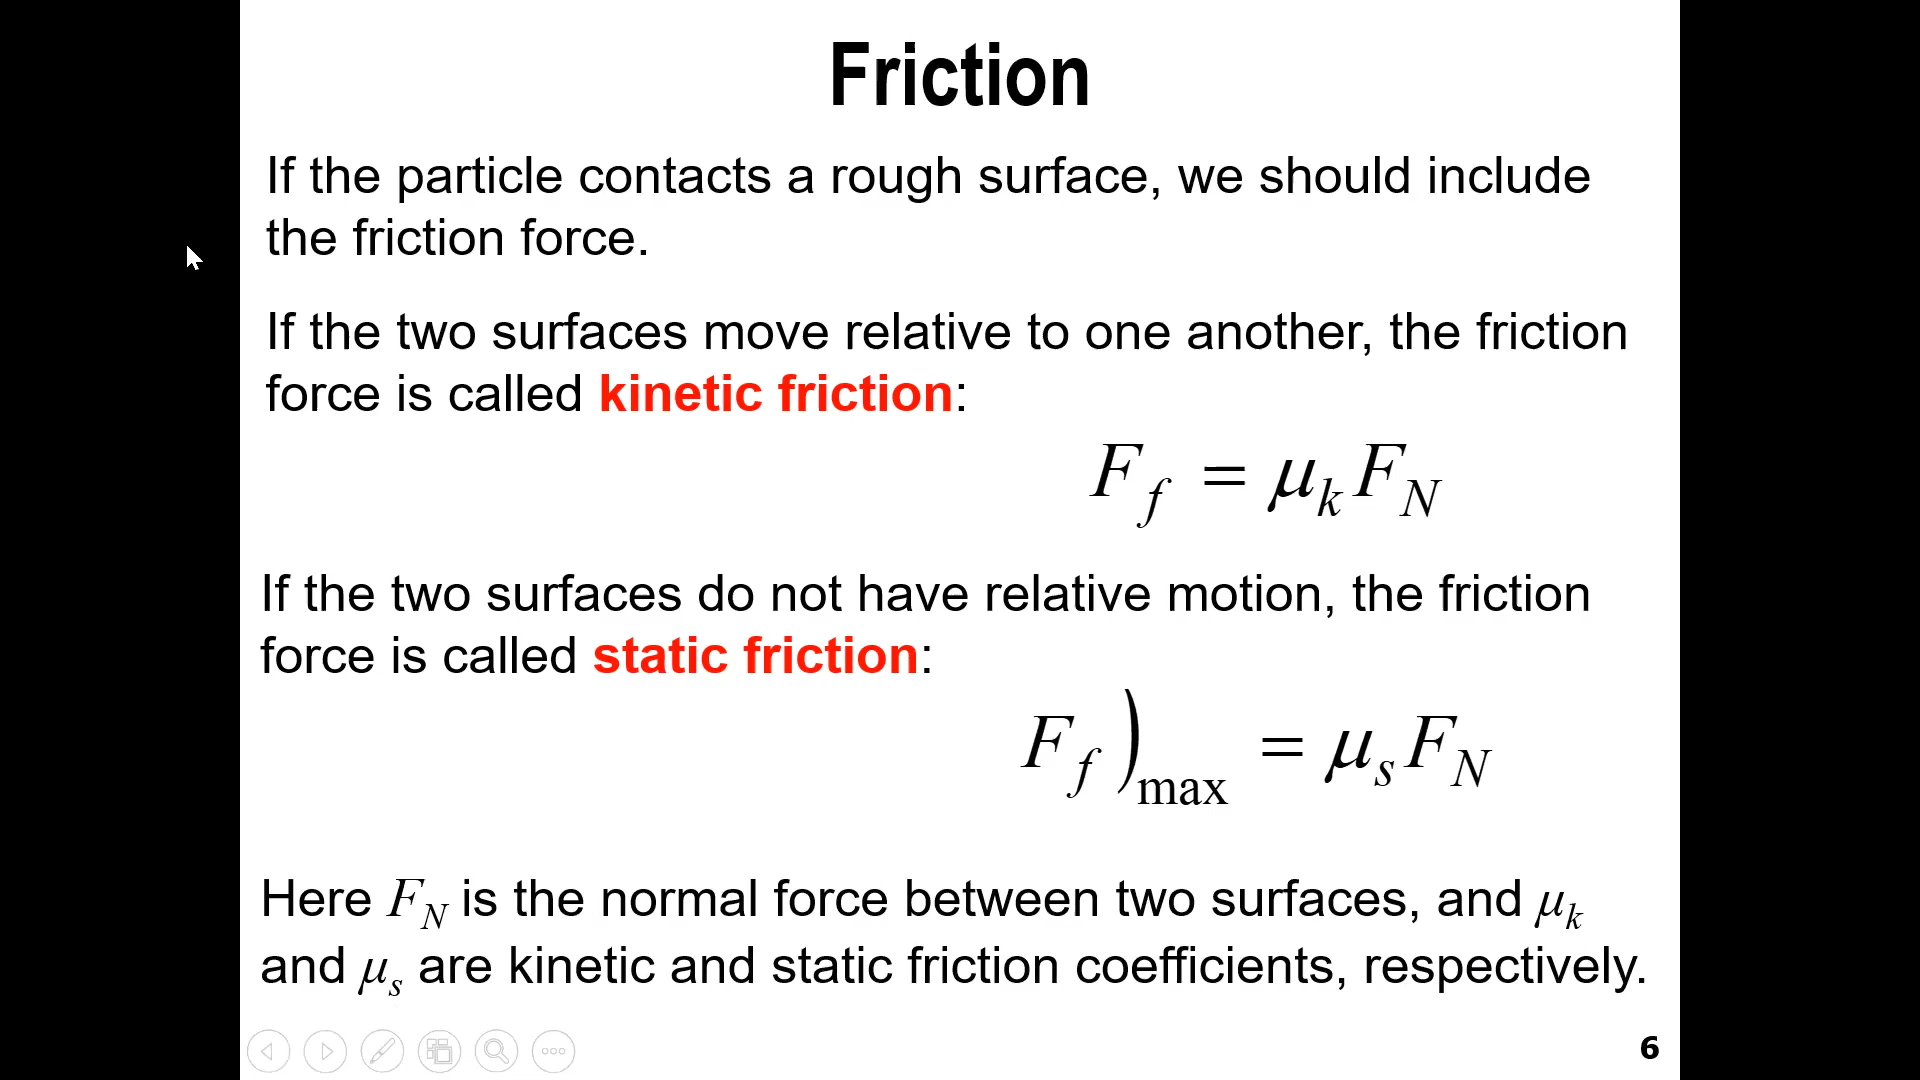 Friction
If the particle contacts a rough surface, we should include
the friction force.
If the two surfaces move relative to one another, the friction
force is called kinetic friction:
F_f = μ_k F_N
If the two surfaces do not have relative motion, the friction
force is called static friction:
F_f )_max = μ_s F_N
Here F_N is the normal force between two surfaces, and μ_k
and μ_s are kinetic and static friction coefficients, respectively.
6